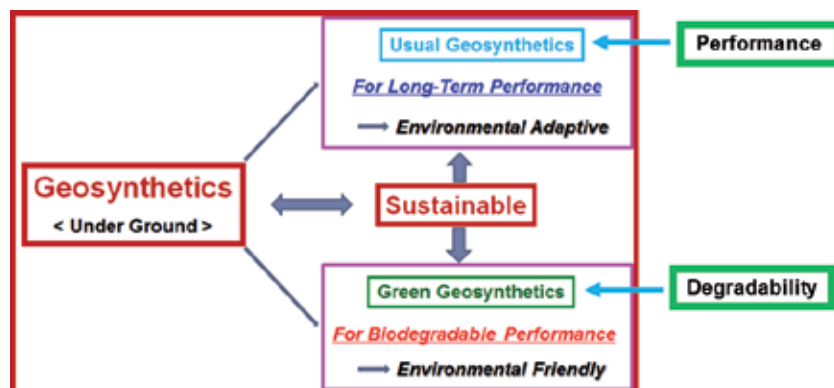 Usual Geosynthetics
Performance
For Long-Term Performance
Environmental Adaptive
Geosynthetics
< Under Ground >
Sustainable
Green Geosynthetics
Degradability
For Biodegradable Performance
Environmental Friendly